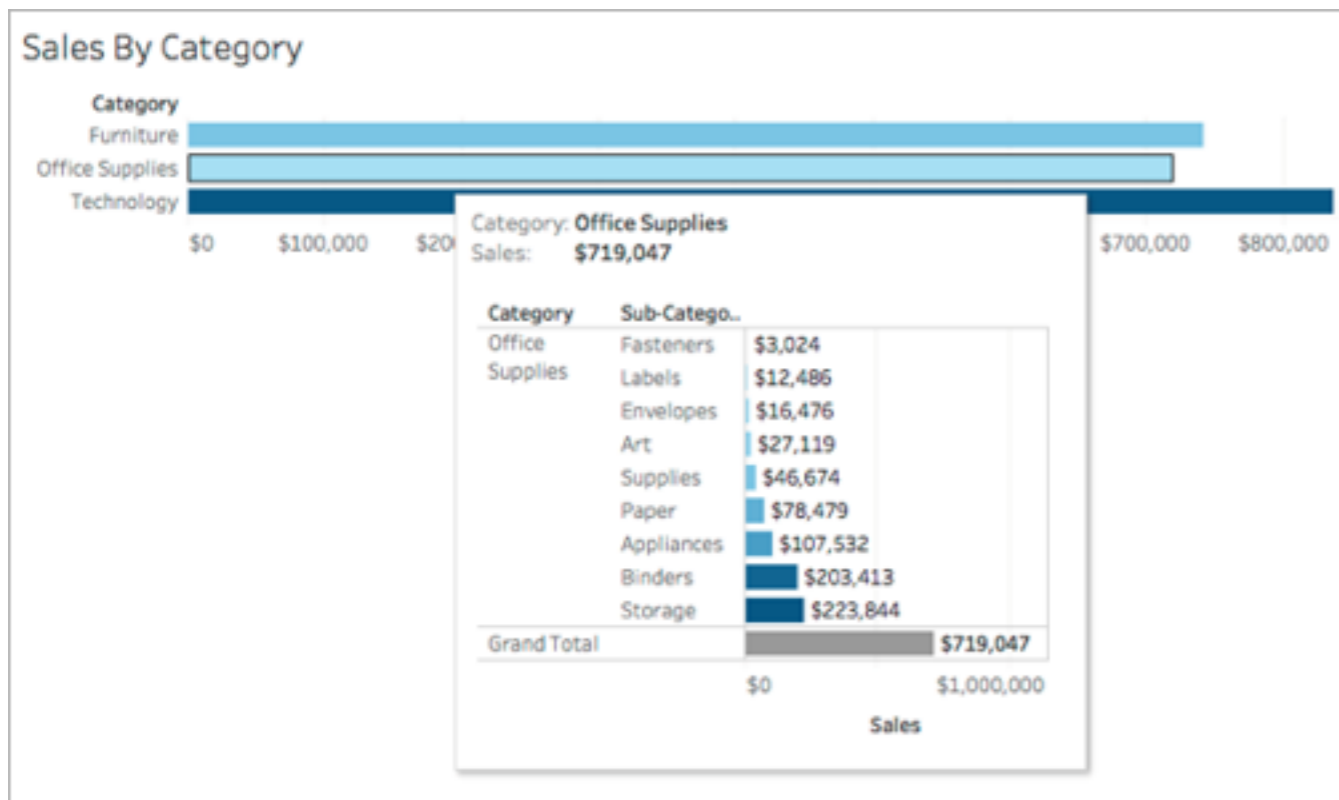 Sales By Category
Category
Furniture
Office Supplies
Technology
$0 $100,000 $20 $700,000 $800,000
Category: Office Supplies
Sales: $719,047
Category Sub-Catego..
Office Supplies Fasteners $3,024
Labels $12,486
Envelopes $16,476
Art $27,119
Supplies $46,674
Paper $78,479
Appliances $107,532
Binders $203,413
Storage $223,844
Grand Total $719,047
$0 $1,000,000
Sales